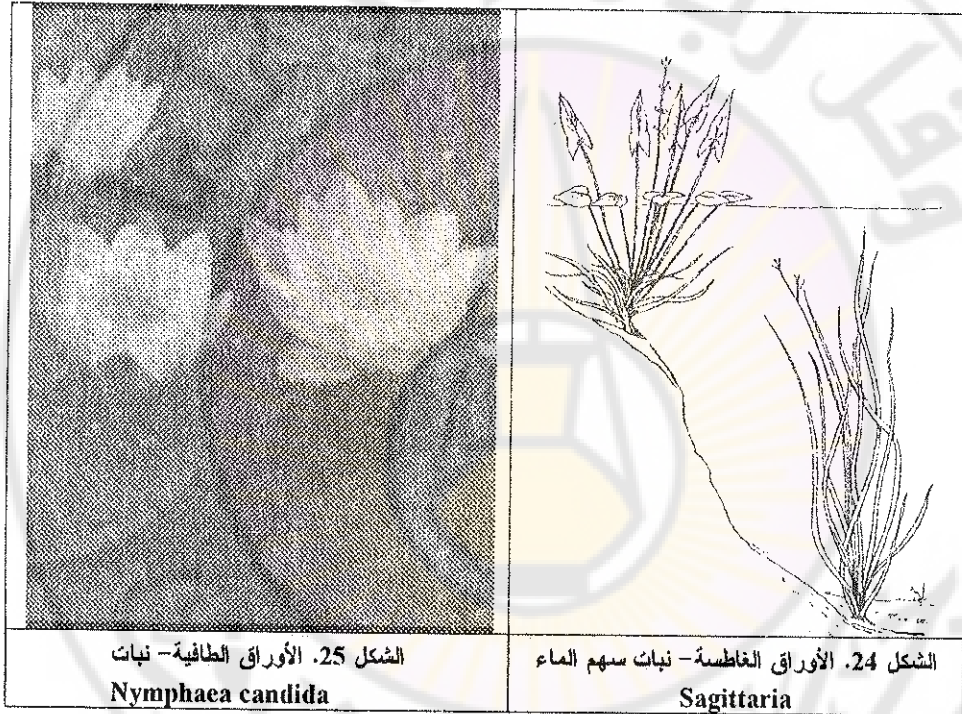 الشكل 24. الأوراق الغاطسة– نبات سهم الماء
Sagittaria
الشكل 25. الأوراق الطافية– نبات
Nymphaea candida